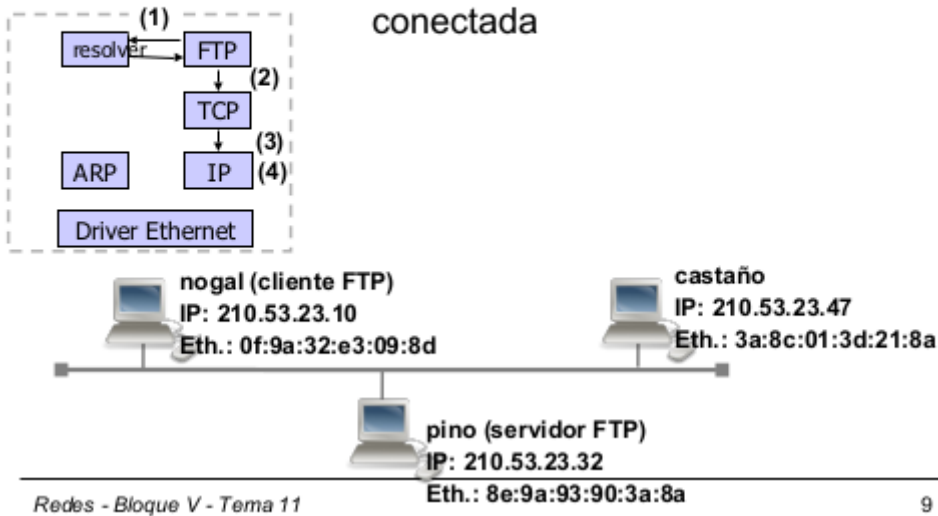 conectada
(1)
resolver
FTP
(2)
TCP
(3)
ARP
IP
(4)
Driver Ethernet
nogal (cliente FTP)
IP: 210.53.23.10
Eth.: 0f:9a:32:e3:09:8d
castaño
IP: 210.53.23.47
Eth.: 3a:8c:01:3d:21:8a
pino (servidor FTP)
IP: 210.53.23.32
Eth.: 8e:9a:93:90:3a:8a
Redes - Bloque V - Tema 11
9